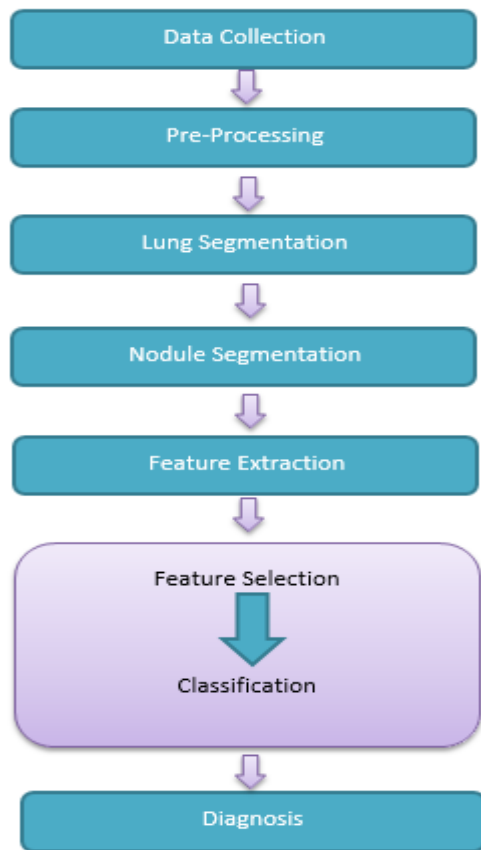 Data Collection
Pre-Processing
Lung Segmentation
Nodule Segmentation
Feature Extraction
Feature Selection
Classification
Diagnosis